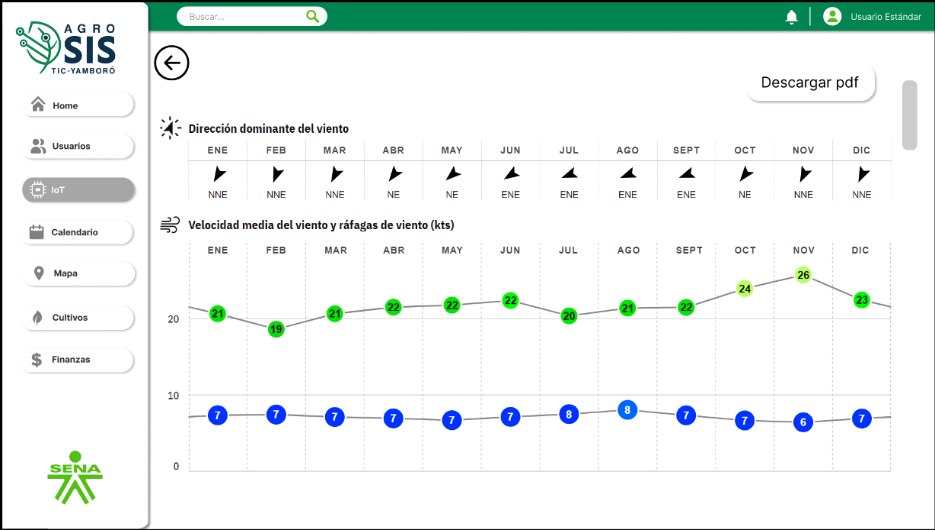 AGRO
SIS
TIC-YAMBORÓ
Buscar...
Usuario Estándar
Home
Usuarios
IoT
Calendario
Mapa
Cultivos
Finanzas
SENA
Descargar pdf
Dirección dominante del viento
ENE FEB MAR ABR MAY JUN JUL AGO SEPT OCT NOV DIC
NNE NNE NNE NE NE ENE ENE ENE ENE NE NNE NNE
Velocidad media del viento y ráfagas de viento (kts)
ENE FEB MAR ABR MAY JUN JUL AGO SEPT OCT NOV DIC
21 19 21 22 22 22 20 21 22 24 26 23
20
10
7 7 7 7 7 7 8 8 7 7 6 7
0